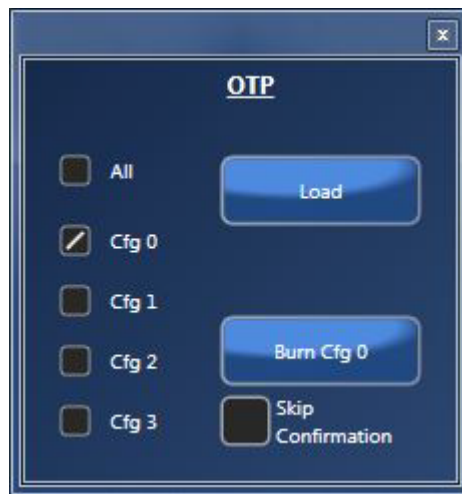 x
OTP
All
Load
Cfg 0
Cfg 1
Cfg 2
Burn Cfg 0
Cfg 3
Skip
Confirmation